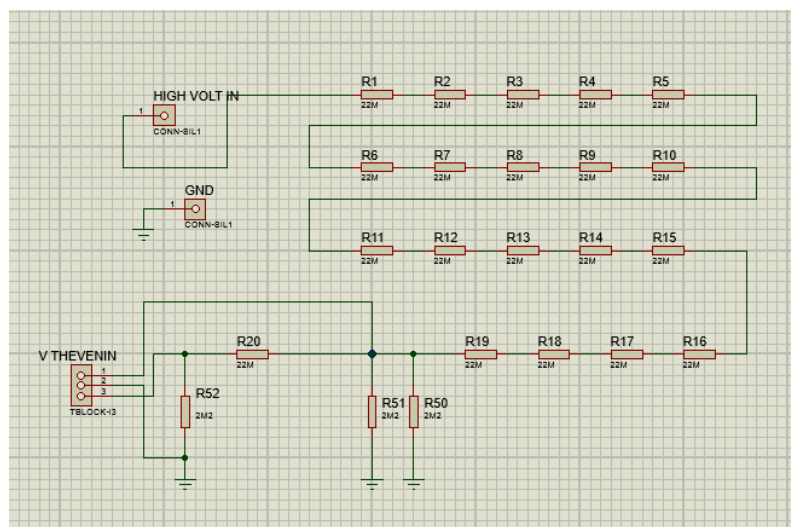 R1 R2 R3 R4 R5
HIGH VOLT IN
1
22M 22M 22M 22M 22M
CONN-SIL1
R6 R7 R8 R9 R10
22M 22M 22M 22M 22M
GND
1
CONN-SIL1
R11 R12 R13 R14 R15
22M 22M 22M 22M 22M
R20 R19 R18 R17 R16
22M 22M 22M 22M 22M
V THEVENIN
1
2
3
TBLOCK-I3
R52 R51 R50
2M2 2M2 2M2